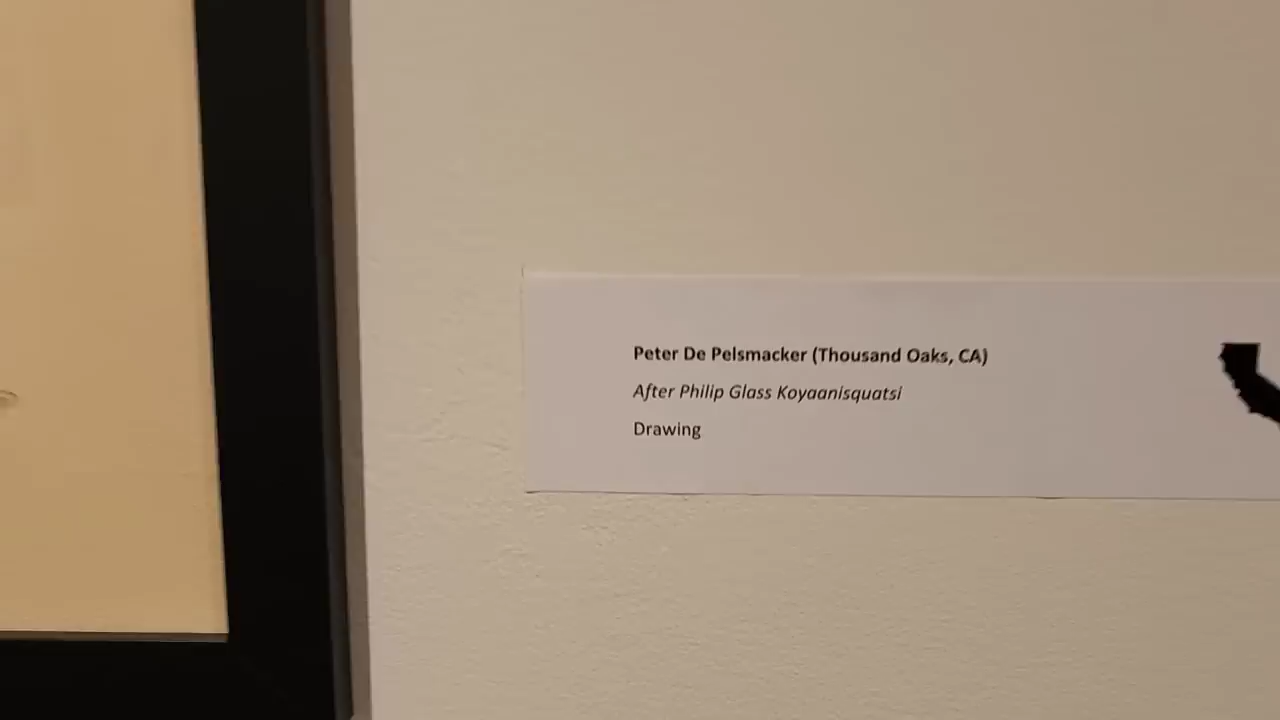 Peter De Pelsmacker (Thousand Oaks, CA)
After Philip Glass Koyaanisquatsi
Drawing